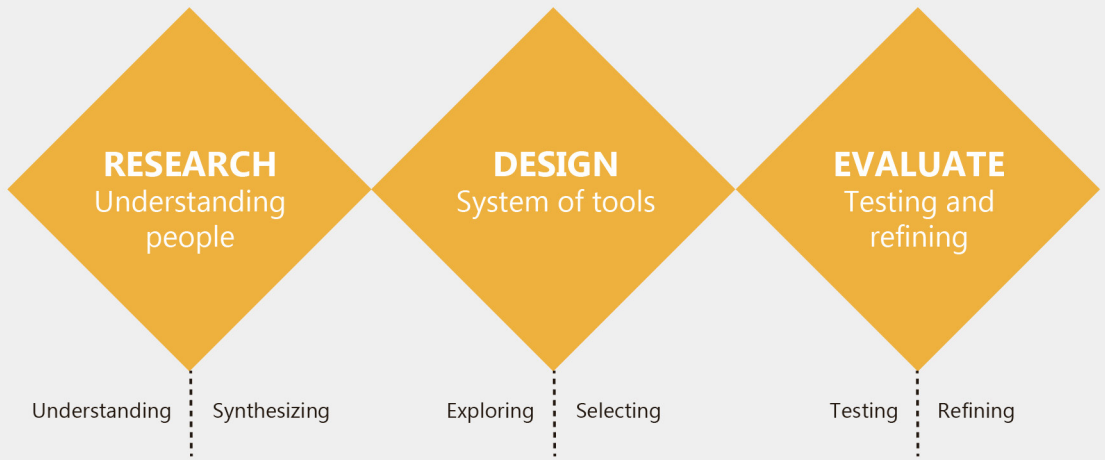 RESEARCH
Understanding
people
DESIGN
System of tools
EVALUATE
Testing and
refining
Understanding Synthesizing
Exploring Selecting
Testing Refining